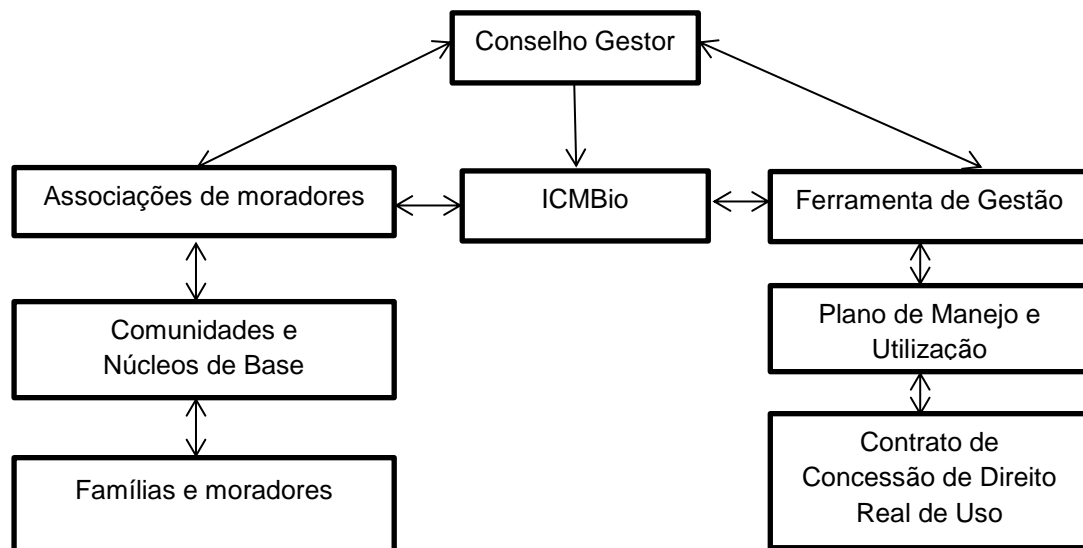 Conselho Gestor
Associações de moradores
ICMBio
Ferramenta de Gestão
Comunidades e
Núcleos de Base
Plano de Manejo e
Utilização
Famílias e moradores
Contrato de
Concessão de Direito
Real de Uso